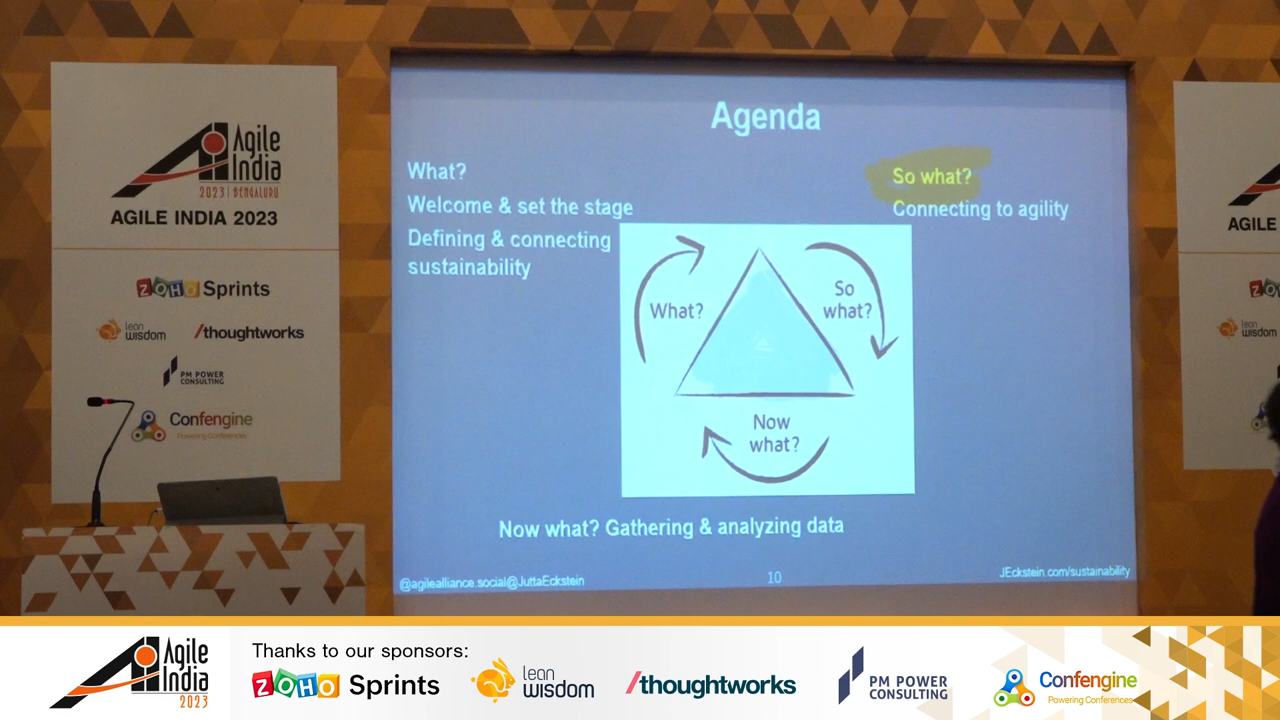 Agile
India
2023 | BENGALURU
AGILE INDIA 2023
ZOHO Sprints
lean
wisdom
/thoughtworks
PM POWER
CONSULTING
Confengine
Powering Conferences
Agenda
What?
Welcome & set the stage
Defining & connecting
sustainability
So what?
Connecting to agility
What?
So
what?
Now
what?
Now what? Gathering & analyzing data
@agilealliance.social@JuttaEckstein
10
JEckstein.com/sustainability
AGILE
ZO
lean
wisdom
Agile
India
2023
Thanks to our sponsors:
ZOHO Sprints
lean
wisdom
/thoughtworks
PM POWER
CONSULTING
Confengine
Powering Conferences